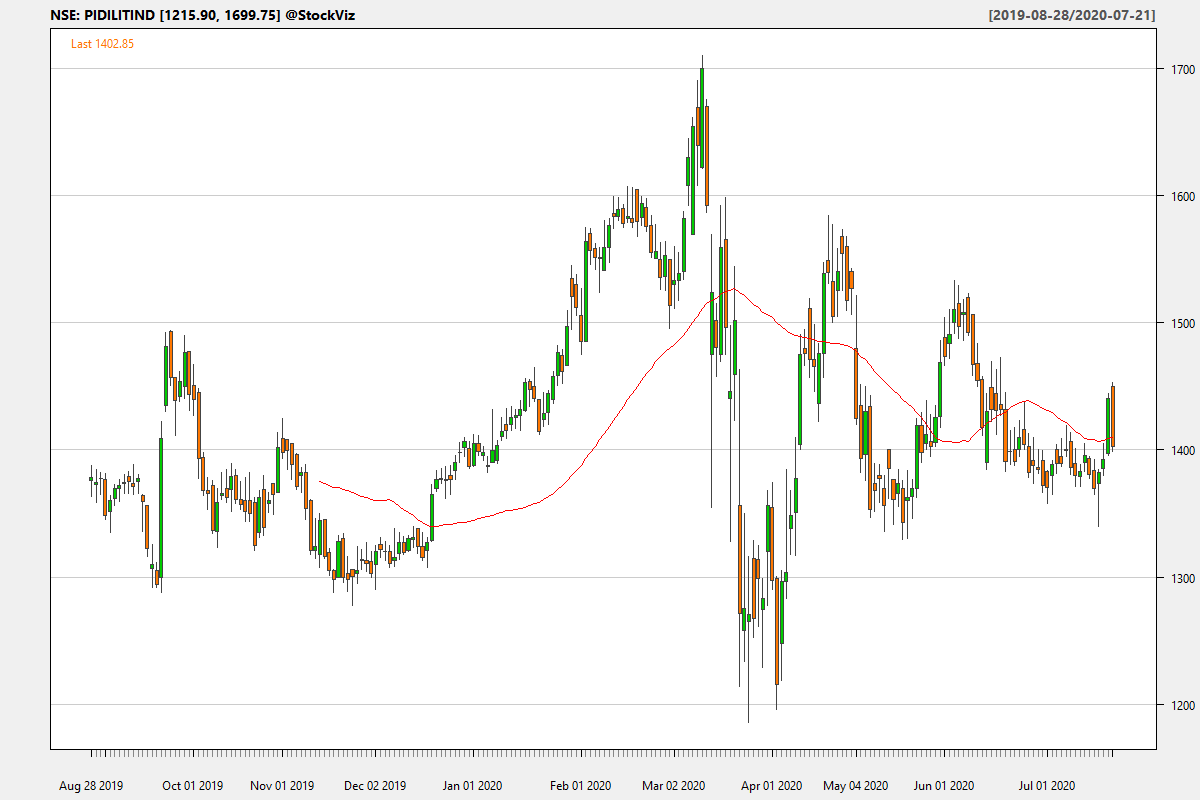 NSE: PIDILITIND [1215.90, 1699.75] @StockViz
[2019-08-28/2020-07-21]
Last 1402.85
1700
1600
1500
1400
1300
1200
Aug 28 2019 Oct 01 2019 Nov 01 2019 Dec 02 2019 Jan 01 2020 Feb 01 2020 Mar 02 2020 Apr 01 2020 May 04 2020 Jun 01 2020 Jul 01 2020